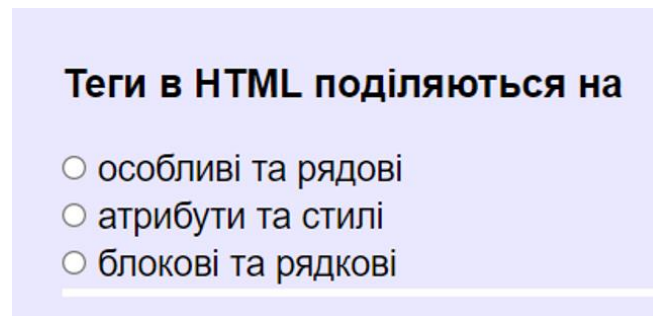 Теги в HTML поділяються на
особливі та рядові
атрибути та стилі
блокові та рядкові